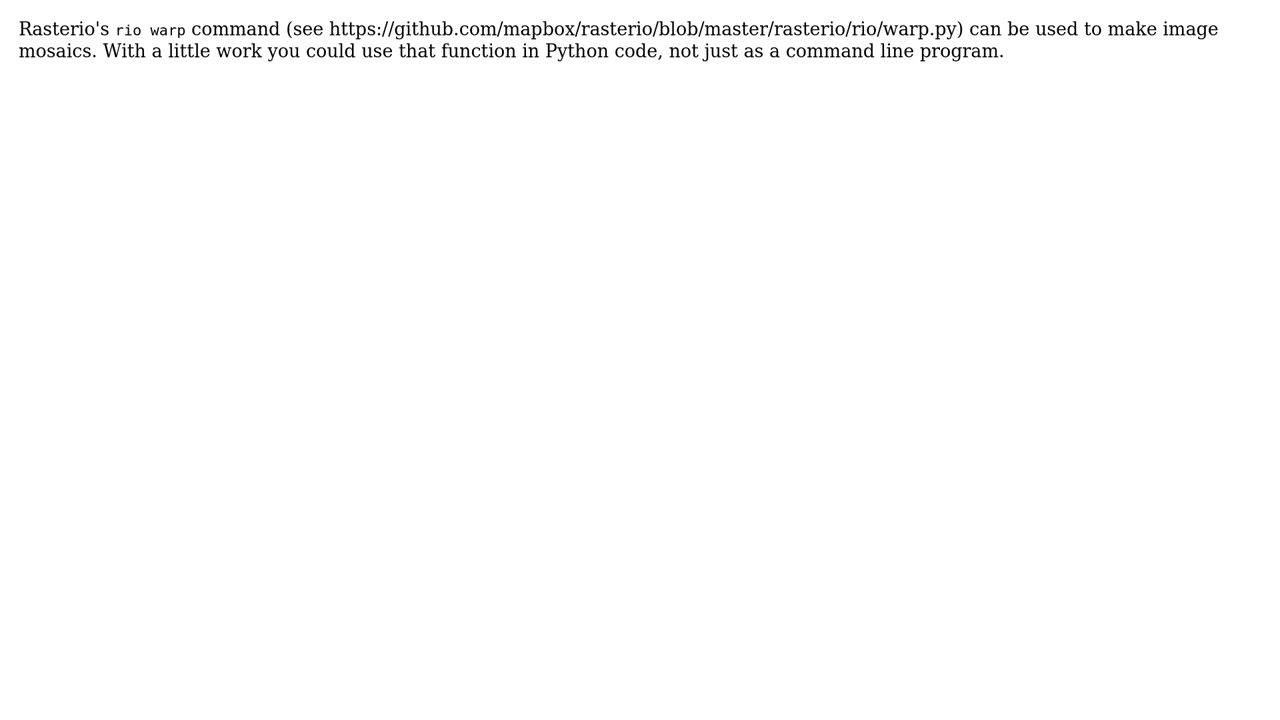 Rasterio's rio warp command (see https://github.com/mapbox/rasterio/blob/master/rasterio/rio/warp.py) can be used to make image
mosaics. With a little work you could use that function in Python code, not just as a command line program.